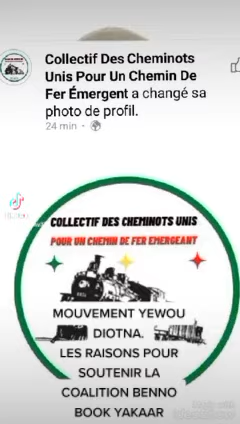 Collectif Des Cheminots
Unis Pour Un Chemin De
Fer Émergent a changé sa
photo de profil.
24 min
COLLECTIF DES CHEMINOTS UNIS
POUR UN CHEMIN DE FER EMERGEANT
MOUVEMENT YEWOU
DIOTNA.
LES RAISONS POUR
SOUTENIR LA
COALITION BENNO
BOOK YAKAAR